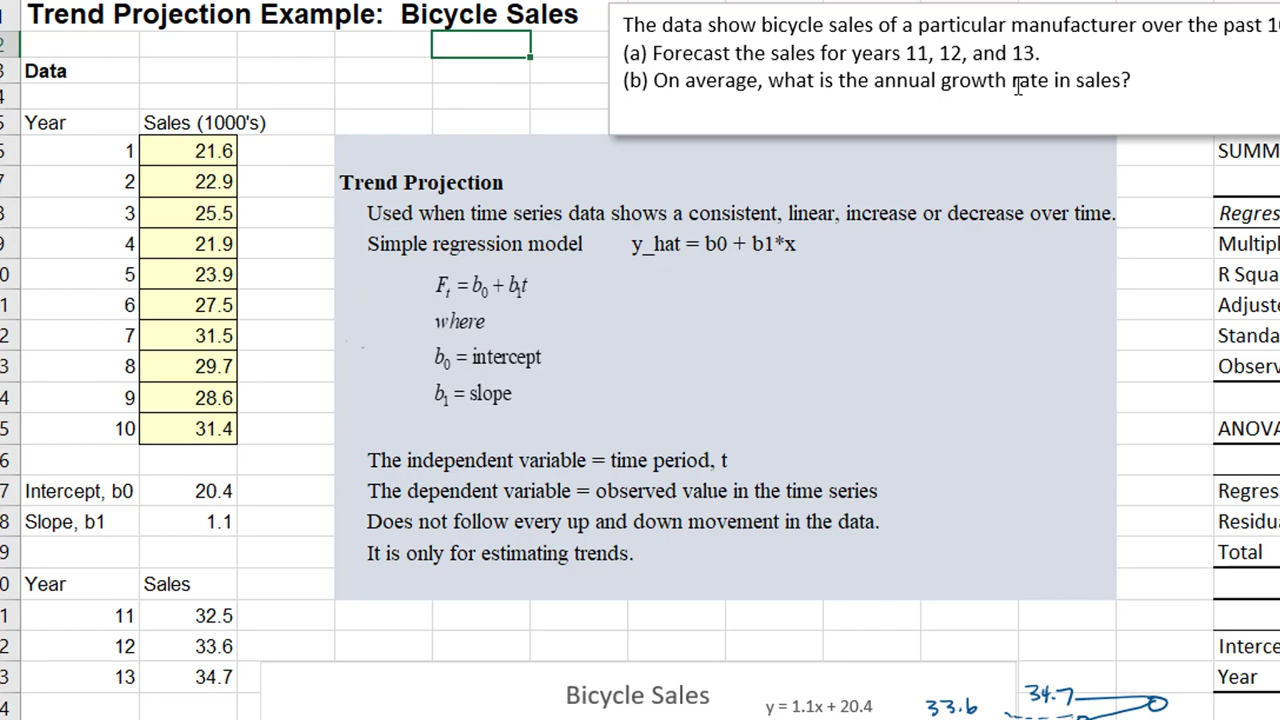 Trend Projection Example: Bicycle Sales
The data show bicycle sales of a particular manufacturer over the past
(a) Forecast the sales for years 11, 12, and 13.
(b) On average, what is the annual growth rate in sales?
Data
Year Sales (1000's)
1 21.6
2 22.9
3 25.5
4 21.9
5 23.9
6 27.5
7 31.5
8 29.7
9 28.6
10 31.4
Intercept, b0 20.4
Slope, b1 1.1
Year Sales
11 32.5
12 33.6
13 34.7
Trend Projection
Used when time series data shows a consistent, linear, increase or decrease over time.
Simple regression model y_hat = b0 + b1*x
Fₜ = b₀ + b₁t
where
b₀ = intercept
b₁ = slope
The independent variable = time period, t
The dependent variable = observed value in the time series
Does not follow every up and down movement in the data.
It is only for estimating trends.
Bicycle Sales
y = 1.1x + 20.4
33.6
34.7
SUMM
Regres
Multipl
R Squa
Adjuste
Standa
Observ
ANOVA
Regres
Residua
Total
Interce
Year